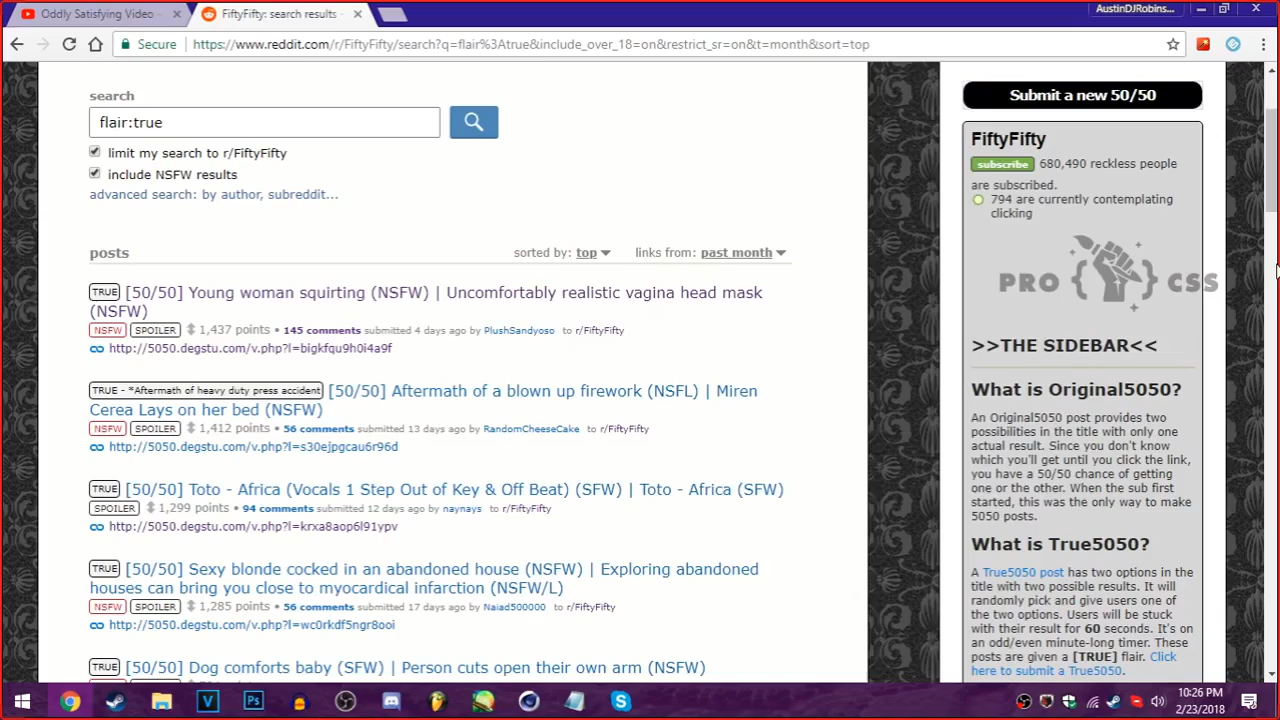 Oddly Satisfying Video -
FiftyFifty: search results -
AustinDJRobins...
Secure
https://www.reddit.com/r/FiftyFifty/search?q=flair%3Atrue&include_over_18=on&restrict_sr=on&t=month&sort=top
search
flair:true
limit my search to r/FiftyFifty
include NSFW results
advanced search: by author, subreddit...
posts
sorted by: top
links from: past month
TRUE [50/50] Young woman squirting (NSFW) | Uncomfortably realistic vagina head mask
(NSFW)
NSFW SPOILER 1,437 points • 145 comments submitted 4 days ago by PlushSandyoso to r/FiftyFifty
http://5050.degstu.com/v.php?l=bigkfqu9h0i4a9f
TRUE - *Aftermath of heavy duty press accident [50/50] Aftermath of a blown up firework (NSFL) | Miren
Cerea Lays on her bed (NSFW)
NSFW SPOILER 1,412 points • 56 comments submitted 13 days ago by RandomCheeseCake to r/FiftyFifty
http://5050.degstu.com/v.php?l=s30ejpgcau6r96d
TRUE [50/50] Toto - Africa (Vocals 1 Step Out of Key & Off Beat) (SFW) | Toto - Africa (SFW)
SPOILER 1,299 points • 94 comments submitted 12 days ago by naynays to r/FiftyFifty
http://5050.degstu.com/v.php?l=krxa8aop6l91ypv
TRUE [50/50] Sexy blonde cocked in an abandoned house (NSFW) | Exploring abandoned
houses can bring you close to myocardical infarction (NSFW/L)
NSFW SPOILER 1,285 points • 56 comments submitted 17 days ago by Naiad500000 to r/FiftyFifty
http://5050.degstu.com/v.php?l=wc0rkdf5ngr8ooi
TRUE [50/50] Dog comforts baby (SFW) | Person cuts open their own arm (NSFW)
Submit a new 50/50
FiftyFifty
subscribe 680,490 reckless people
are subscribed.
794 are currently contemplating
clicking
PRO { } CSS
>>THE SIDEBAR<<
What is Original5050?
An Original5050 post provides two
possibilities in the title with only one
actual result. Since you don't know
which you'll get until you click the link,
you have a 50/50 chance of getting
one or the other. When the sub first
started, this was the only way to make
5050 posts.
What is True5050?
A True5050 post has two options in the
title with two possible results. It will
randomly pick and give users one of
the two options. Users will be stuck
with their result for 60 seconds. It's on
an odd/even minute-long timer. These
posts are given a [TRUE] flair. Click
here to submit a True5050.
10:26 PM
2/23/2018